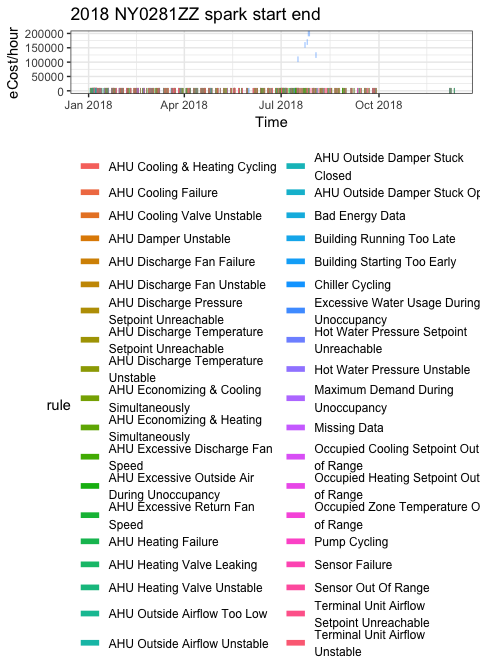 2018 NY0281ZZ spark start end
eCost/hour
200000
150000
100000
50000
0
Jan 2018
Apr 2018
Jul 2018
Oct 2018
Time
rule
AHU Cooling & Heating Cycling
AHU Cooling Failure
AHU Cooling Valve Unstable
AHU Damper Unstable
AHU Discharge Fan Failure
AHU Discharge Fan Unstable
AHU Discharge Pressure
Setpoint Unreachable
AHU Discharge Temperature
Setpoint Unreachable
AHU Discharge Temperature
Unstable
AHU Economizing & Cooling
Simultaneously
AHU Economizing & Heating
Simultaneously
AHU Excessive Discharge Fan
Speed
AHU Excessive Outside Air
During Unoccupancy
AHU Excessive Return Fan
Speed
AHU Heating Failure
AHU Heating Valve Leaking
AHU Heating Valve Unstable
AHU Outside Airflow Too Low
AHU Outside Airflow Unstable
AHU Outside Damper Stuck
Closed
AHU Outside Damper Stuck Op
Bad Energy Data
Building Running Too Late
Building Starting Too Early
Chiller Cycling
Excessive Water Usage During
Unoccupancy
Hot Water Pressure Setpoint
Unreachable
Hot Water Pressure Unstable
Maximum Demand During
Unoccupancy
Missing Data
Occupied Cooling Setpoint Out
of Range
Occupied Heating Setpoint Out
of Range
Occupied Zone Temperature O
of Range
Pump Cycling
Sensor Failure
Sensor Out Of Range
Terminal Unit Airflow
Setpoint Unreachable
Terminal Unit Airflow
Unstable